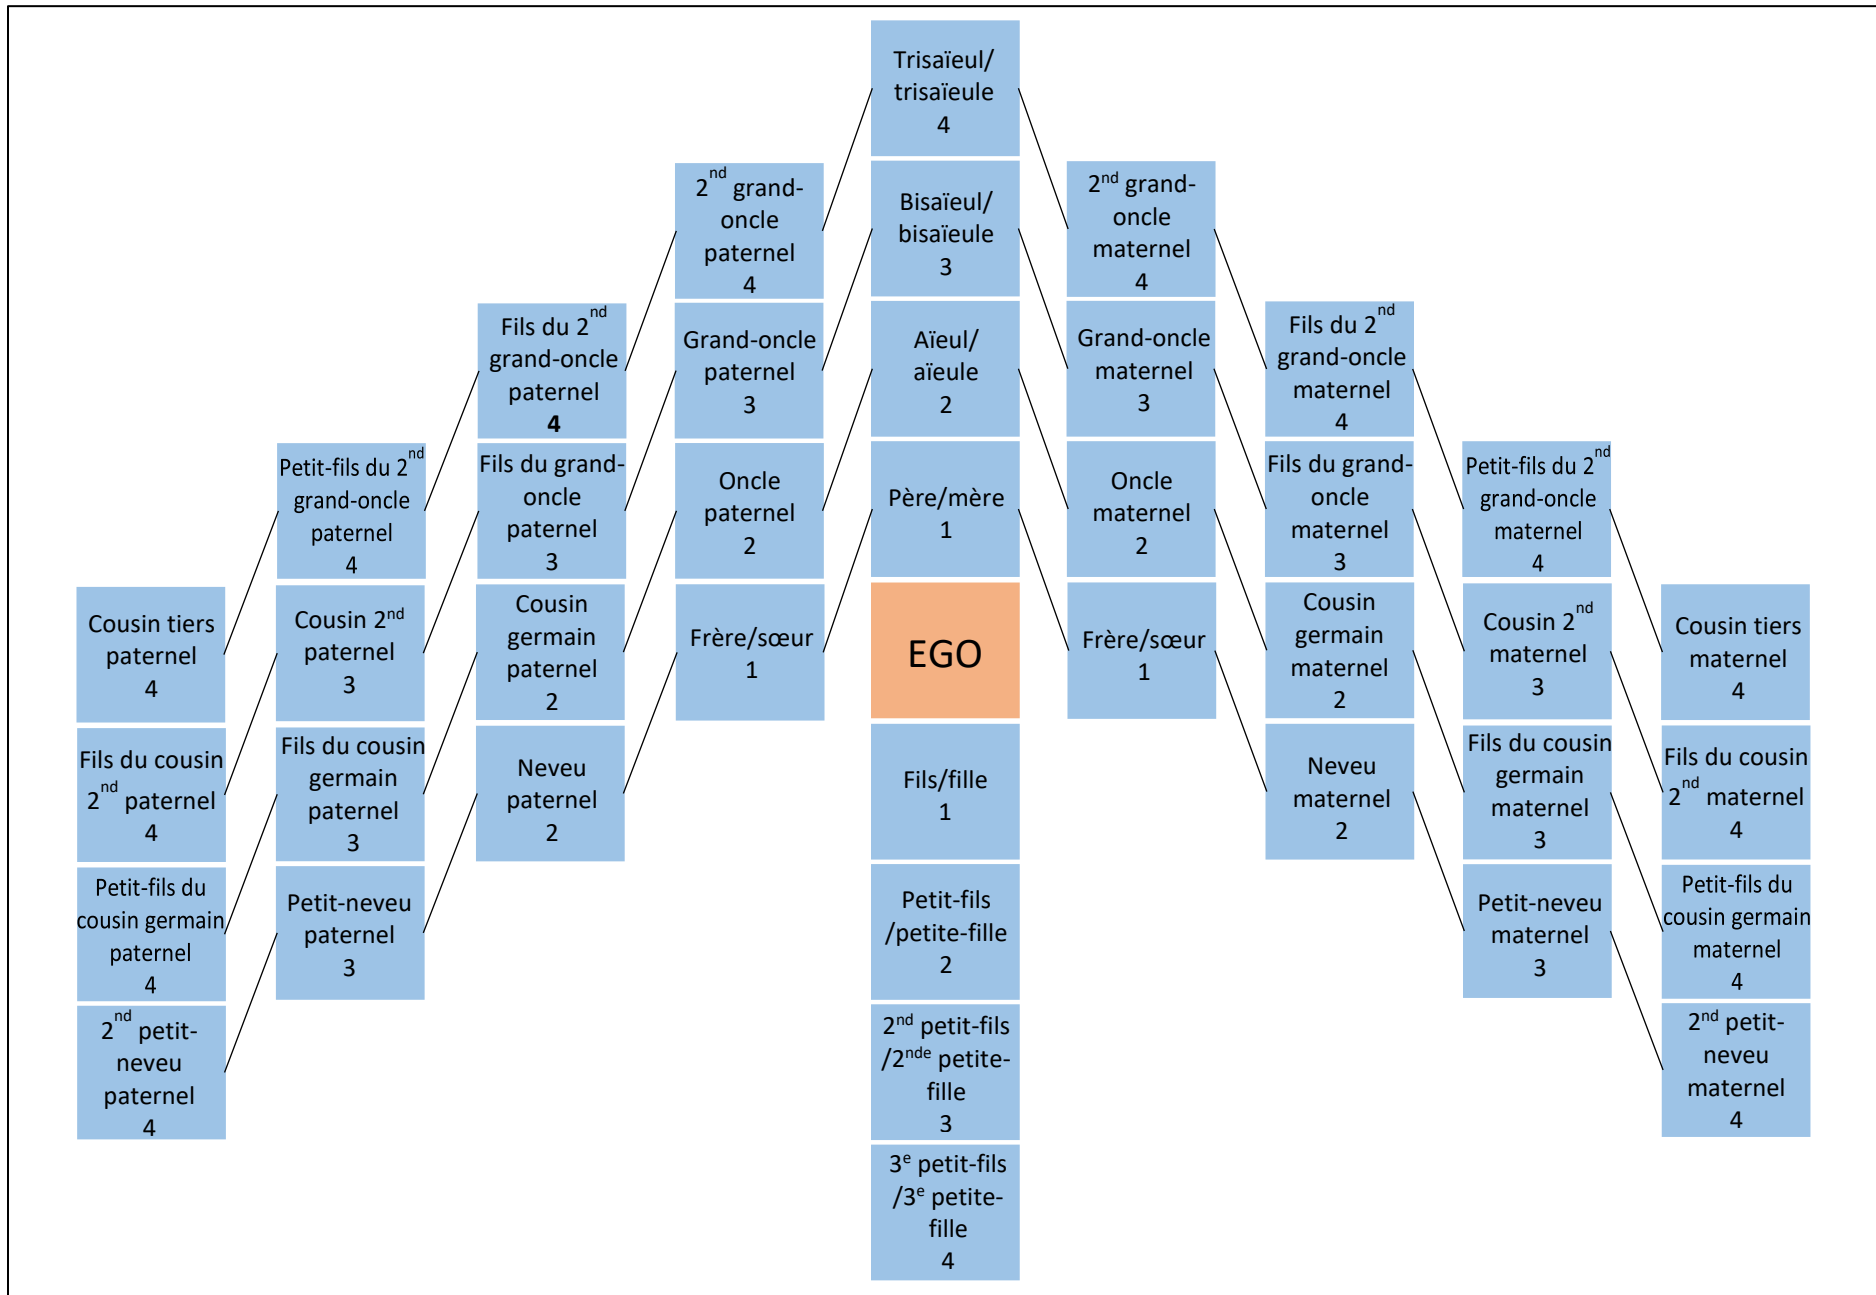 Trisaïeul/
trisaïeule
4
2nd grand-
oncle
paternel
4
Bisaïeul/
bisaïeule
3
2nd grand-
oncle
maternel
4
Fils du 2nd
grand-oncle
paternel
4
Grand-oncle
paternel
3
Aïeul/
aïeule
2
Grand-oncle
maternel
3
Fils du 2nd
grand-oncle
maternel
4
Petit-fils du 2nd
grand-oncle
paternel
4
Fils du grand-
oncle
paternel
3
Oncle
paternel
2
Père/mère
1
Oncle
maternel
2
Fils du grand-
oncle
maternel
3
Petit-fils du 2nd
grand-oncle
maternel
4
Cousin tiers
paternel
4
Cousin 2nd
paternel
3
Cousin
germain
paternel
2
Frère/sœur
1
EGO
Frère/sœur
1
Cousin
germain
maternel
2
Cousin 2nd
maternel
3
Cousin tiers
maternel
4
Fils du cousin
2nd paternel
4
Fils du cousin
germain
paternel
3
Neveu
paternel
2
Fils/fille
1
Neveu
maternel
2
Fils du cousin
germain
maternel
3
Fils du cousin
2nd maternel
4
Petit-fils du
cousin germain
paternel
4
Petit-neveu
paternel
3
Petit-fils
/petite-fille
2
Petit-neveu
maternel
3
Petit-fils du
cousin germain
maternel
4
2nd petit-
neveu
paternel
4
2nd petit-fils
/2nde petite-
fille
3
2nd petit-
neveu
maternel
4
3e petit-fils
/3e petite-
fille
4